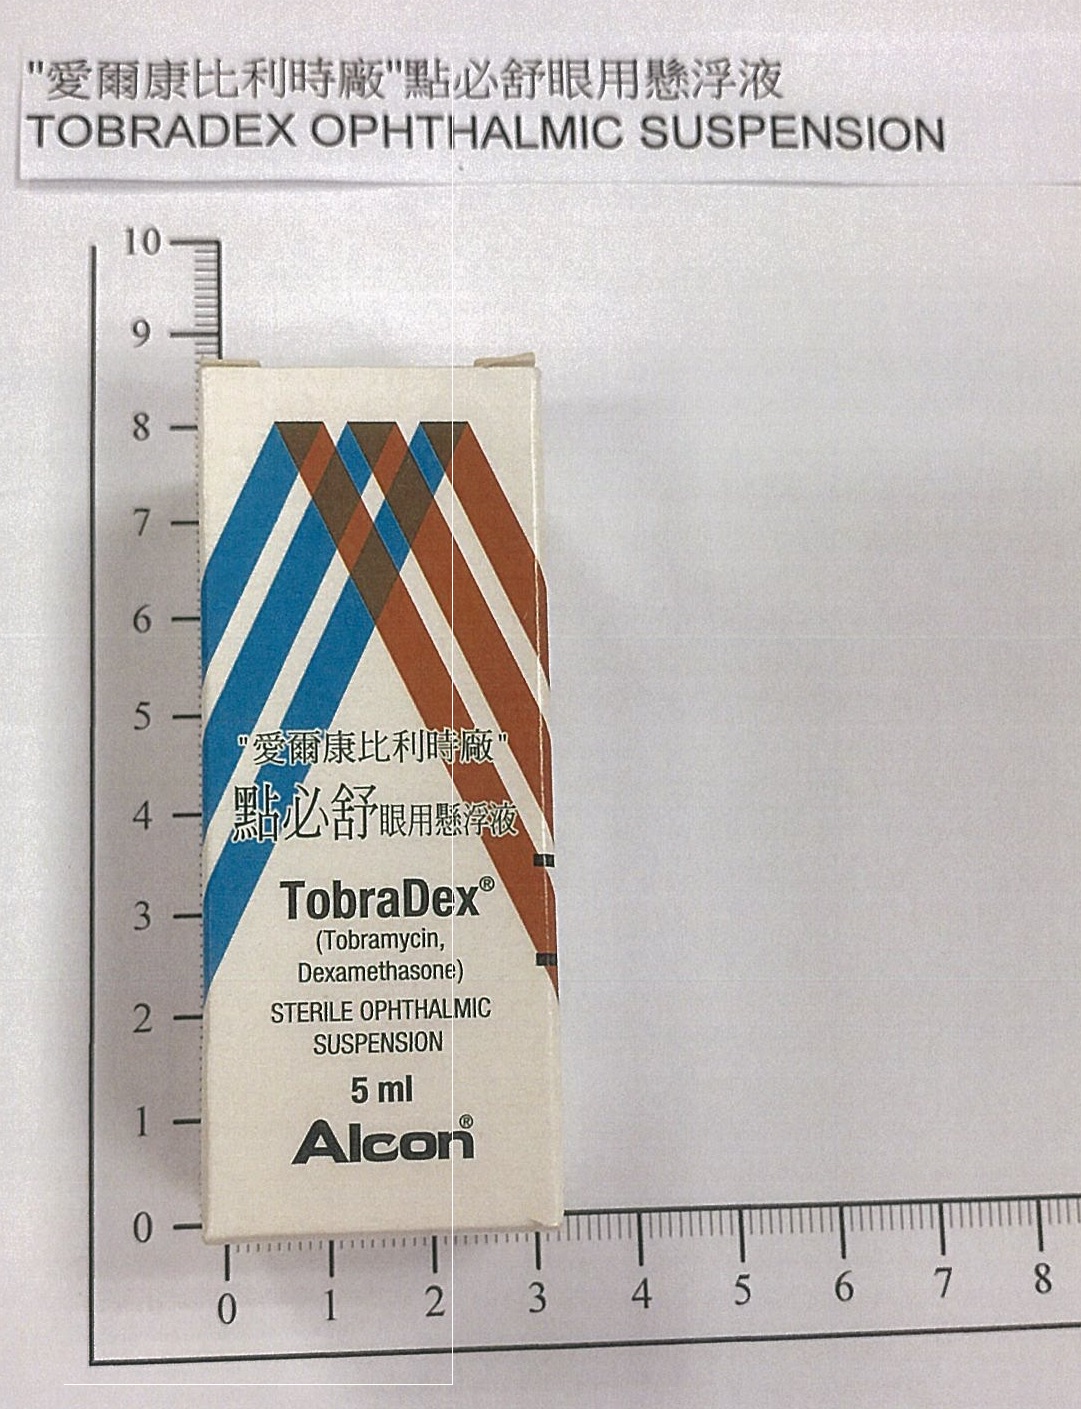 "愛爾康比利時廠"點必舒眼用懸浮液
TOBRADEX OPHTHALMIC SUSPENSION
10
9
8
7
6
5
4
3
2
1
0
"愛爾康比利時廠"
點必舒眼用懸浮液
TobraDex®
(Tobramycin,
Dexamethasone)
STERILE OPHTHALMIC
SUSPENSION
5 ml
Alcon®
0 1 2 3 4 5 6 7 8